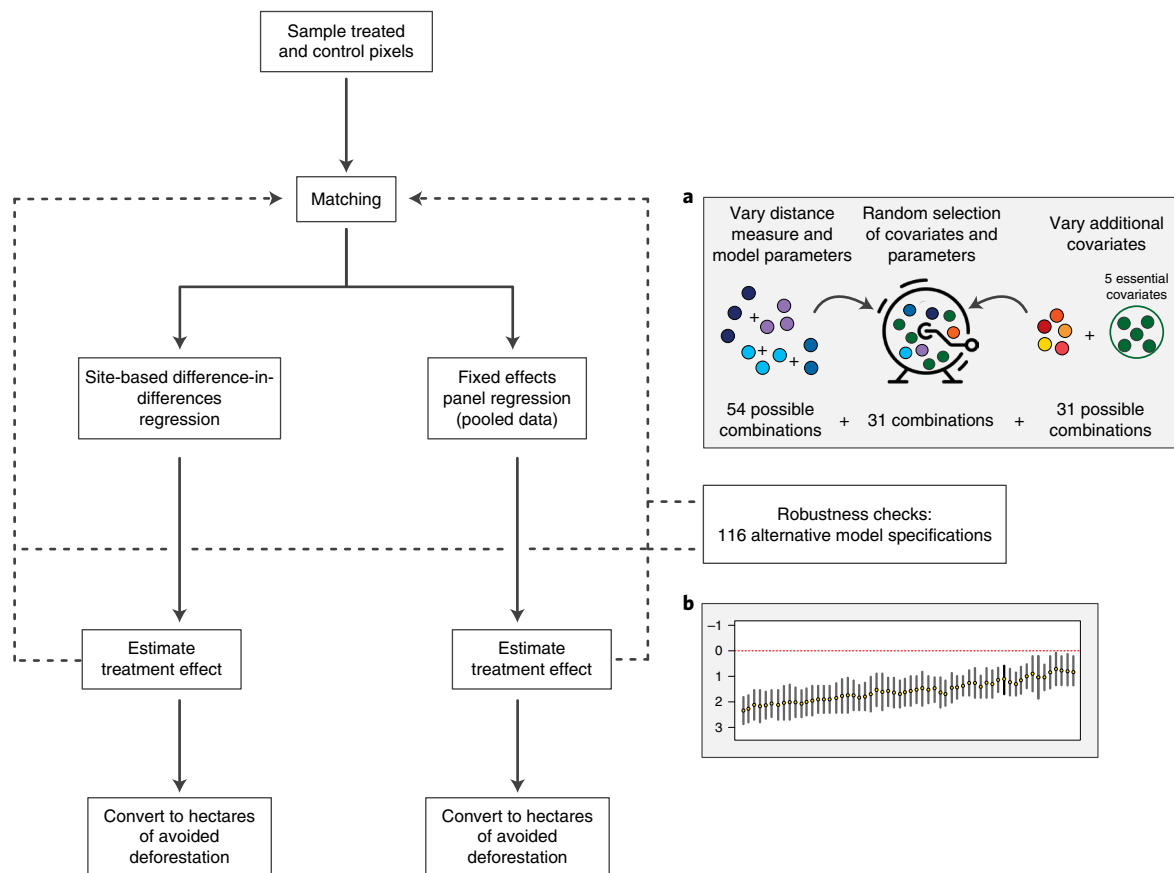 Sample treated
and control pixels
Matching
Site-based difference-in-
differences
regression
Fixed effects
panel regression
(pooled data)
Estimate
treatment effect
Estimate
treatment effect
Convert to hectares
of avoided
deforestation
Convert to hectares
of avoided
deforestation
a
Vary distance
measure and
model parameters
Random selection
of covariates and
parameters
Vary additional
covariates
5 essential
covariates
+
+
+
+
54 possible
combinations
+
31 combinations
+
31 possible
combinations
Robustness checks:
116 alternative model specifications
b
–1
0
1
2
3